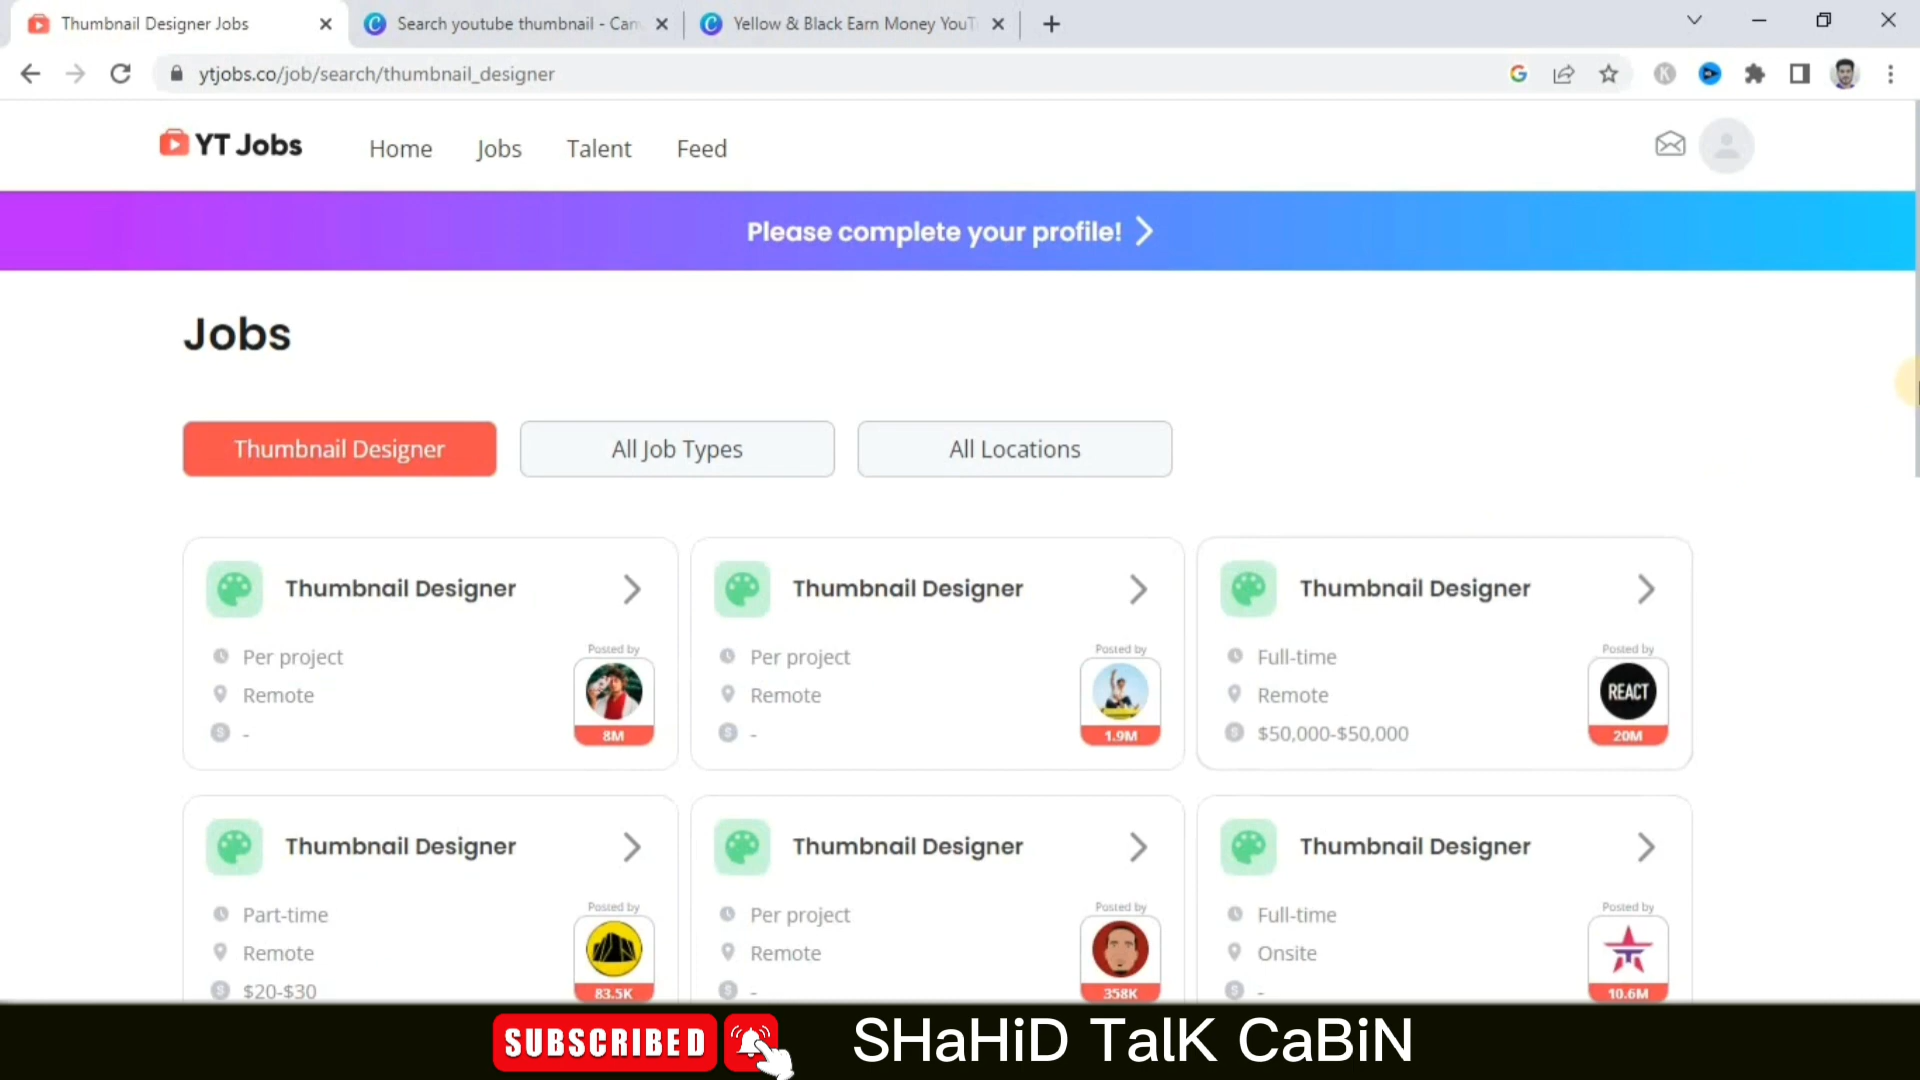 Thumbnail Designer Jobs
Search youtube thumbnail - Can
Yellow & Black Earn Money YouT
ytjobs.co/job/search/thumbnail_designer
YT Jobs
Home
Jobs
Talent
Feed
Please complete your profile!
Jobs
Thumbnail Designer
All Job Types
All Locations
Thumbnail Designer
Per project
Remote
-
Posted by
8M
Thumbnail Designer
Per project
Remote
-
Posted by
1.9M
Thumbnail Designer
Full-time
Remote
$50,000-$50,000
Posted by
REACT
20M
Thumbnail Designer
Part-time
Remote
$20-$30
Posted by
83.5K
Thumbnail Designer
Per project
Remote
-
Posted by
358K
Thumbnail Designer
Full-time
Onsite
-
Posted by
10.6M
SUBSCRIBED
SHaHiD TalK CaBiN